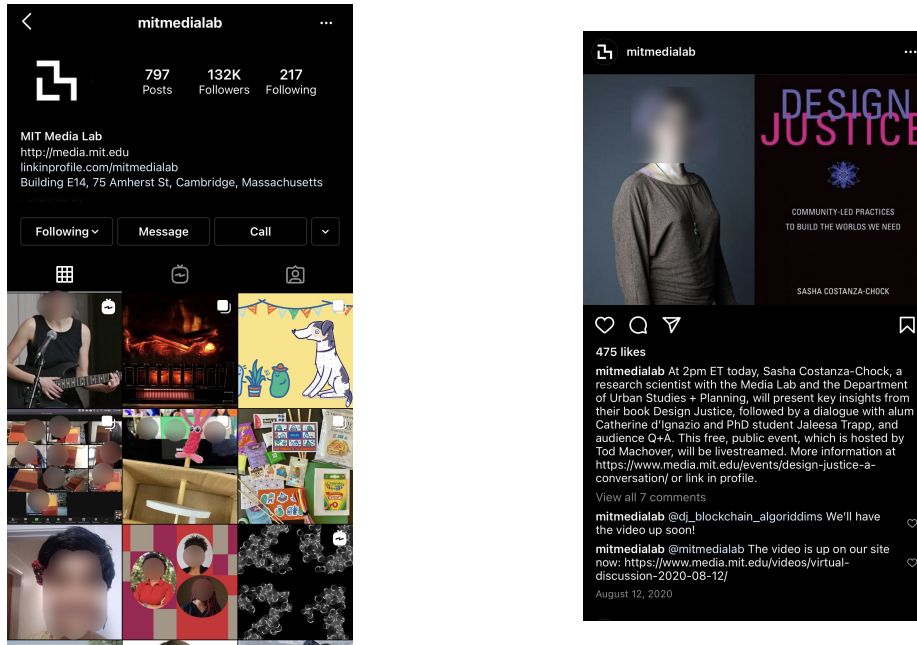 mitmedialab
797
132K
217
Posts
Followers
Following
MIT Media Lab
http://media.mit.edu
linkinprofile.com/mitmedialab
Building E14, 75 Amherst St, Cambridge, Massachusetts
Following
Message
Call
mitmedialab
DESIGN
JUSTICE
COMMUNITY-LED PRACTICES
TO BUILD THE WORLDS WE NEED
SASHA COSTANZA-CHOCK
475 likes
mitmedialab At 2pm ET today, Sasha Costanza-Chock, a
research scientist with the Media Lab and the Department
of Urban Studies + Planning, will present key insights from
their book Design Justice, followed by a dialogue with alum
Catherine d'Ignazio and PhD student Jaleesa Trapp, and
audience Q+A. This free, public event, which is hosted by
Tod Machover, will be livestreamed. More information at
https://www.media.mit.edu/events/design-justice-a-
conversation/ or link in profile.
View all 7 comments
mitmedialab @dj_blockchain_algoriddims We'll have
the video up soon!
mitmedialab @mitmedialab The video is up on our site
now: https://www.media.mit.edu/videos/virtual-
discussion-2020-08-12/
August 12, 2020